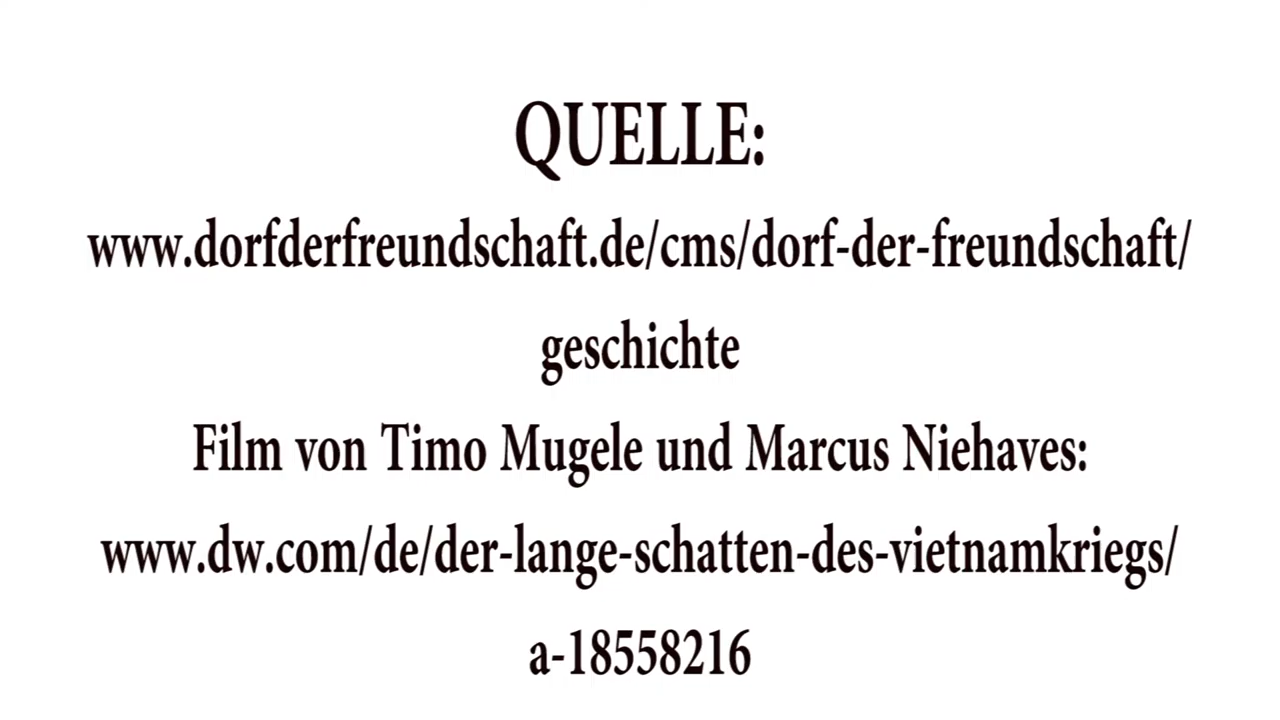 QUELLE:
www.dorfderfreundschaft.de/cms/dorf-der-freundschaft/
geschichte
Film von Timo Mugele und Marcus Niehaves:
www.dw.com/de/der-lange-schatten-des-vietnamkriegs/
a-18558216